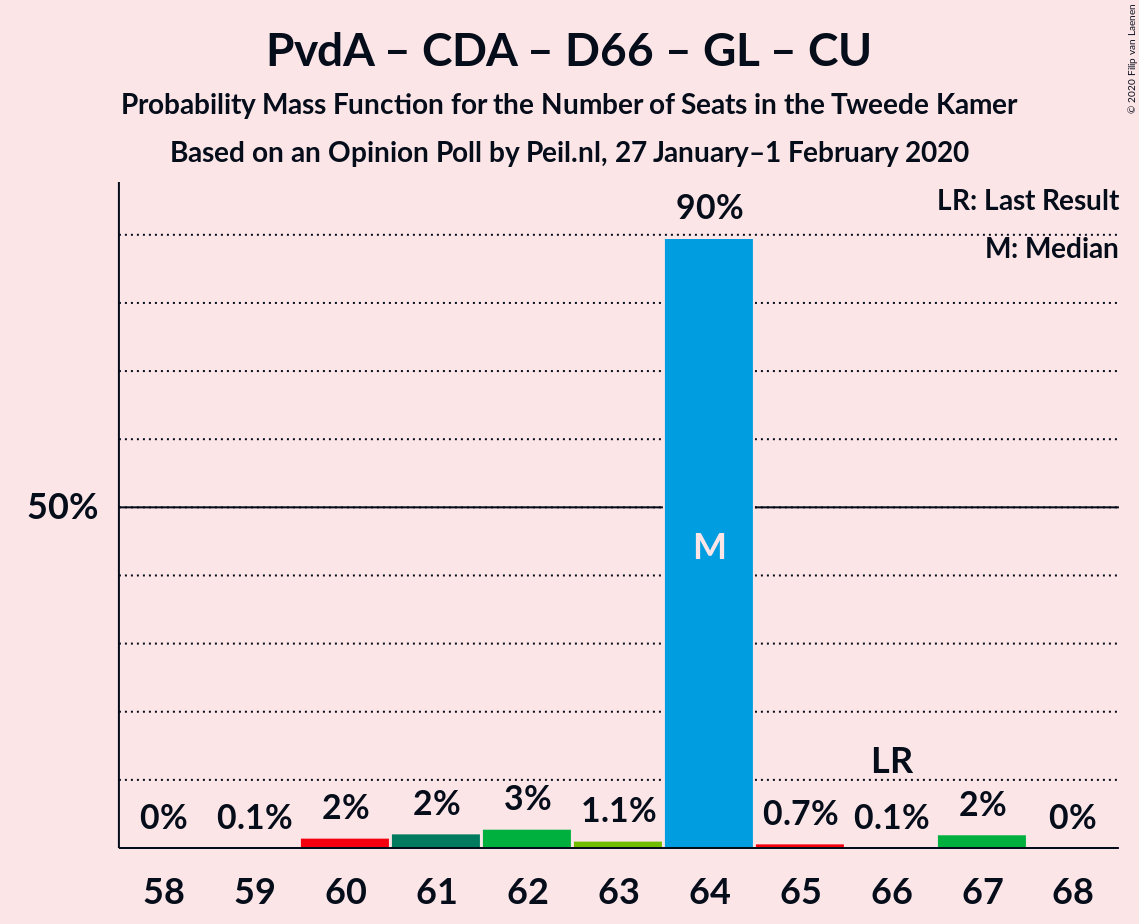 PvdA – CDA – D66 – GL – CU
Probability Mass Function for the Number of Seats in the Tweede Kamer
Based on an Opinion Poll by Peil.nl, 27 January–1 February 2020
© 2020 Filip van Laenen
LR: Last Result
M: Median
90%
50%
M
LR
0% 0.1% 2% 2% 3% 1.1% 0.7% 0.1% 2% 0%
58 59 60 61 62 63 64 65 66 67 68